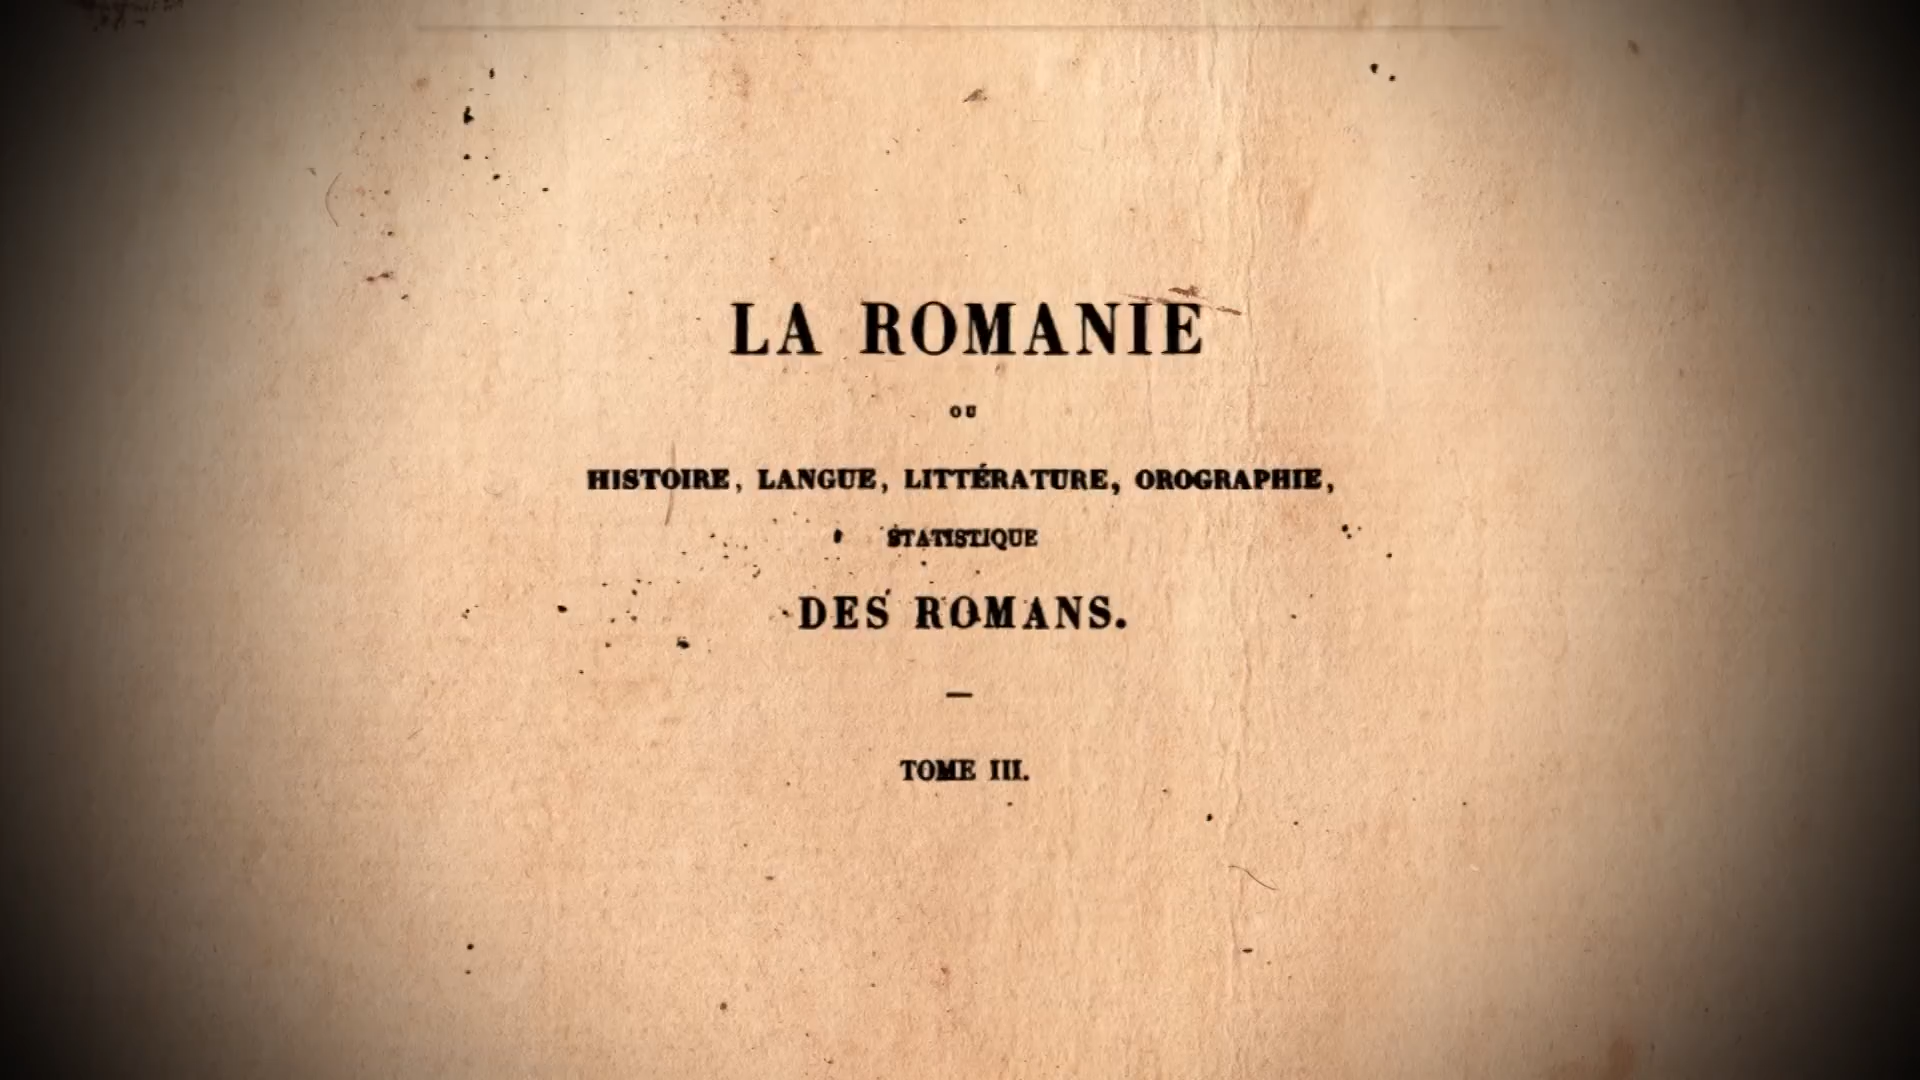 LA ROMANIE
OU
HISTOIRE, LANGUE, LITTÉRATURE, OROGRAPHIE,
STATISTIQUE
DES ROMANS.
—
TOME III.